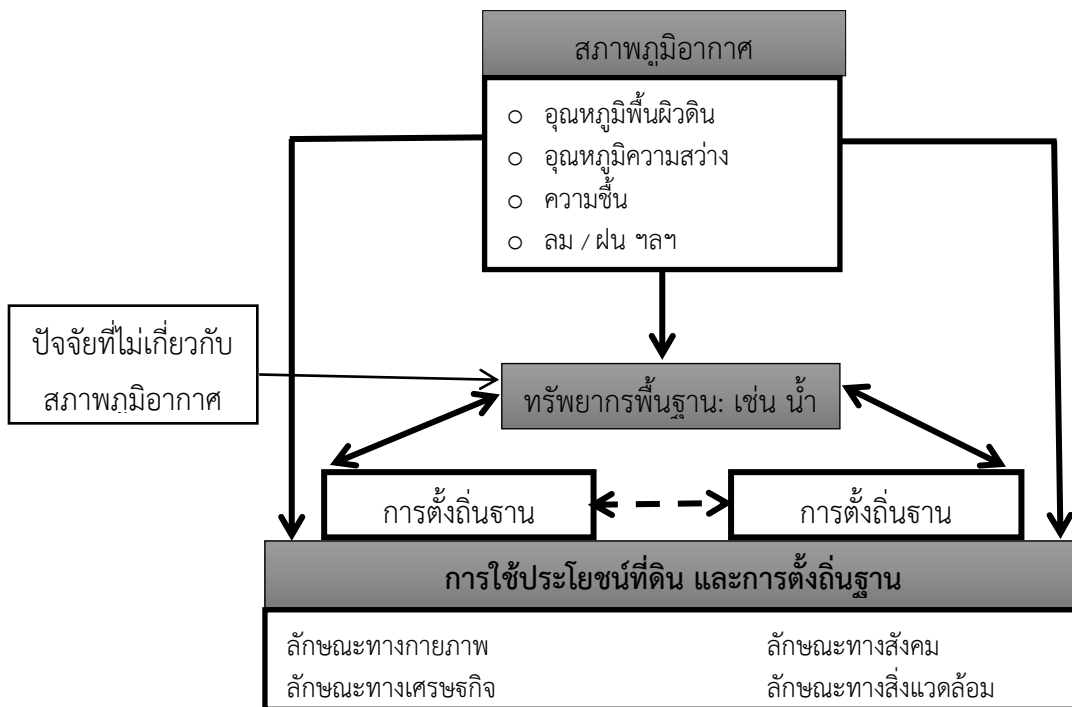 สภาพภูมิอากาศ
o อุณหภูมิพื้นผิวดิน
o อุณหภูมิความสว่าง
o ความชื้น
o ลม / ฝน ฯลฯ
ปัจจัยที่ไม่เกี่ยวกับ
สภาพภูมิอากาศ
ทรัพยากรพื้นฐาน: เช่น น้ำ
การตั้งถิ่นฐาน
การตั้งถิ่นฐาน
การใช้ประโยชน์ที่ดิน และการตั้งถิ่นฐาน
ลักษณะทางกายภาพ
ลักษณะทางสังคม
ลักษณะทางเศรษฐกิจ
ลักษณะทางสิ่งแวดล้อม